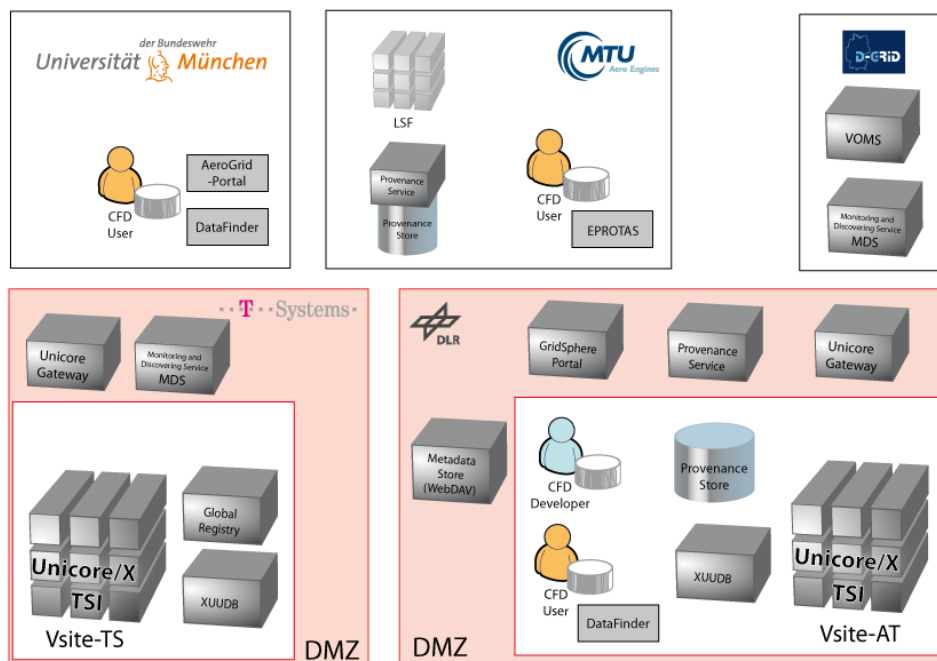 der Bundeswehr
Universität München
CFD
User
AeroGrid
-Portal
DataFinder
LSF
MTU
Aero Engines
Provenance
Service
Provenance
Store
CFD
User
EPROTAS
D-GRiD
VOMS
Monitoring and
Discovering Service
MDS
··T··Systems·
Unicore
Gateway
Monitoring and
Discovering Service
MDS
Global
Registry
Unicore/X
TSI
XUUDB
Vsite-TS
DMZ
DLR
GridSphere
Portal
Provenance
Service
Unicore
Gateway
Metadata
Store
(WebDAV)
CFD
Developer
Provenance
Store
CFD
User
DataFinder
XUUDB
Unicore/X
TSI
Vsite-AT
DMZ